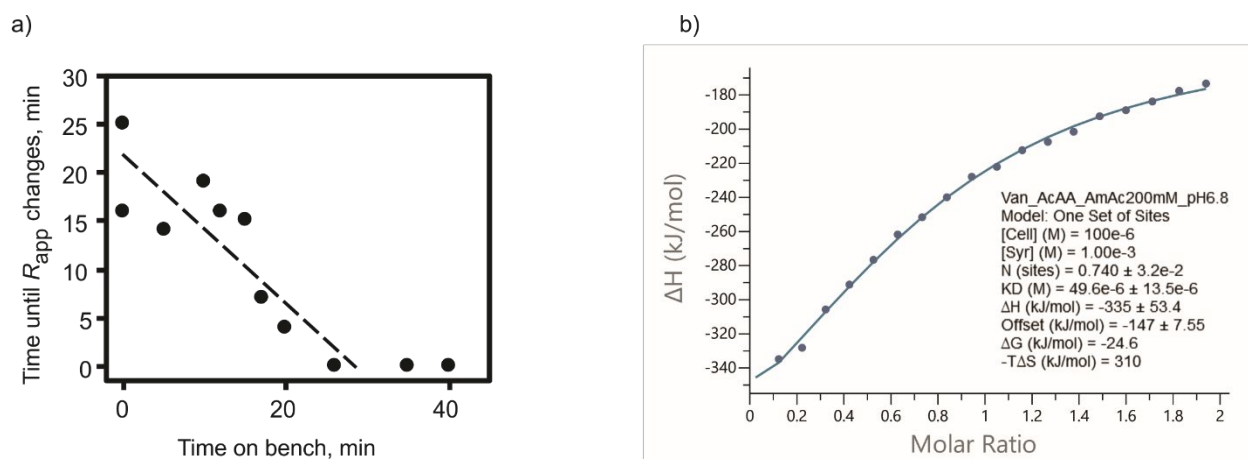 a)
30
25
20
15
10
5
0
Time until Rapp changes, min
0 20 40
Time on bench, min
b)
-180
-200
-220
-240
-260
-280
-300
-320
-340
ΔH (kJ/mol)
Van_AcAA_AmAc200mM_pH6.8
Model: One Set of Sites
[Cell] (M) = 100e-6
[Syr] (M) = 1.00e-3
N (sites) = 0.740 ± 3.2e-2
KD (M) = 49.6e-6 ± 13.5e-6
ΔH (kJ/mol) = -335 ± 53.4
Offset (kJ/mol) = -147 ± 7.55
ΔG (kJ/mol) = -24.6
-TΔS (kJ/mol) = 310
0 0.2 0.4 0.6 0.8 1 1.2 1.4 1.6 1.8 2
Molar Ratio